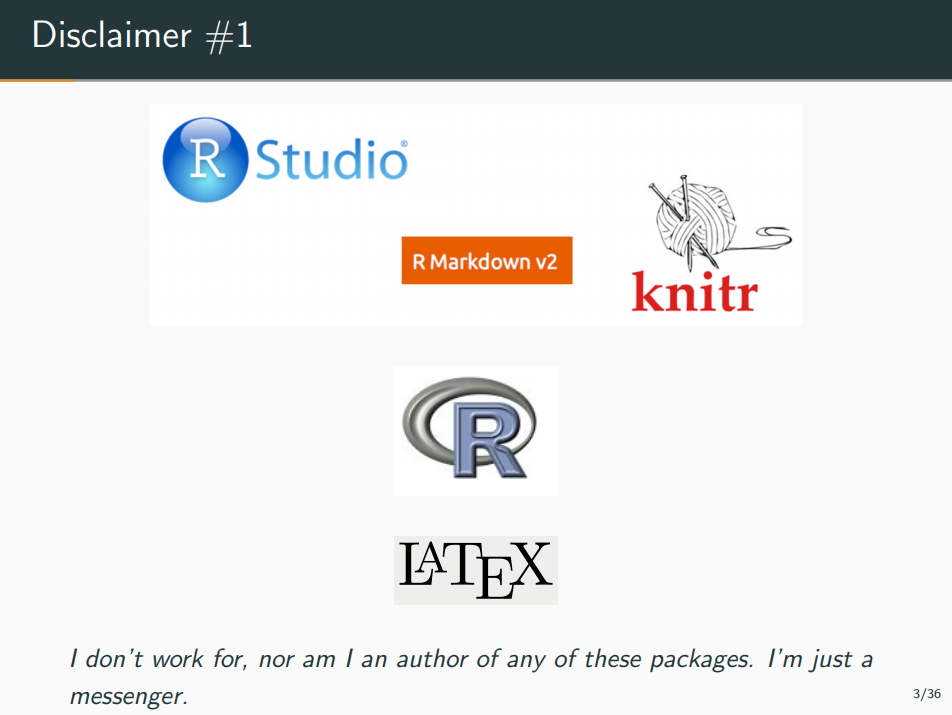 Disclaimer #1
R Studio®
R Markdown v2
knitr
R
LATEX
I don't work for, nor am I an author of any of these packages. I'm just a
messenger.
3/36